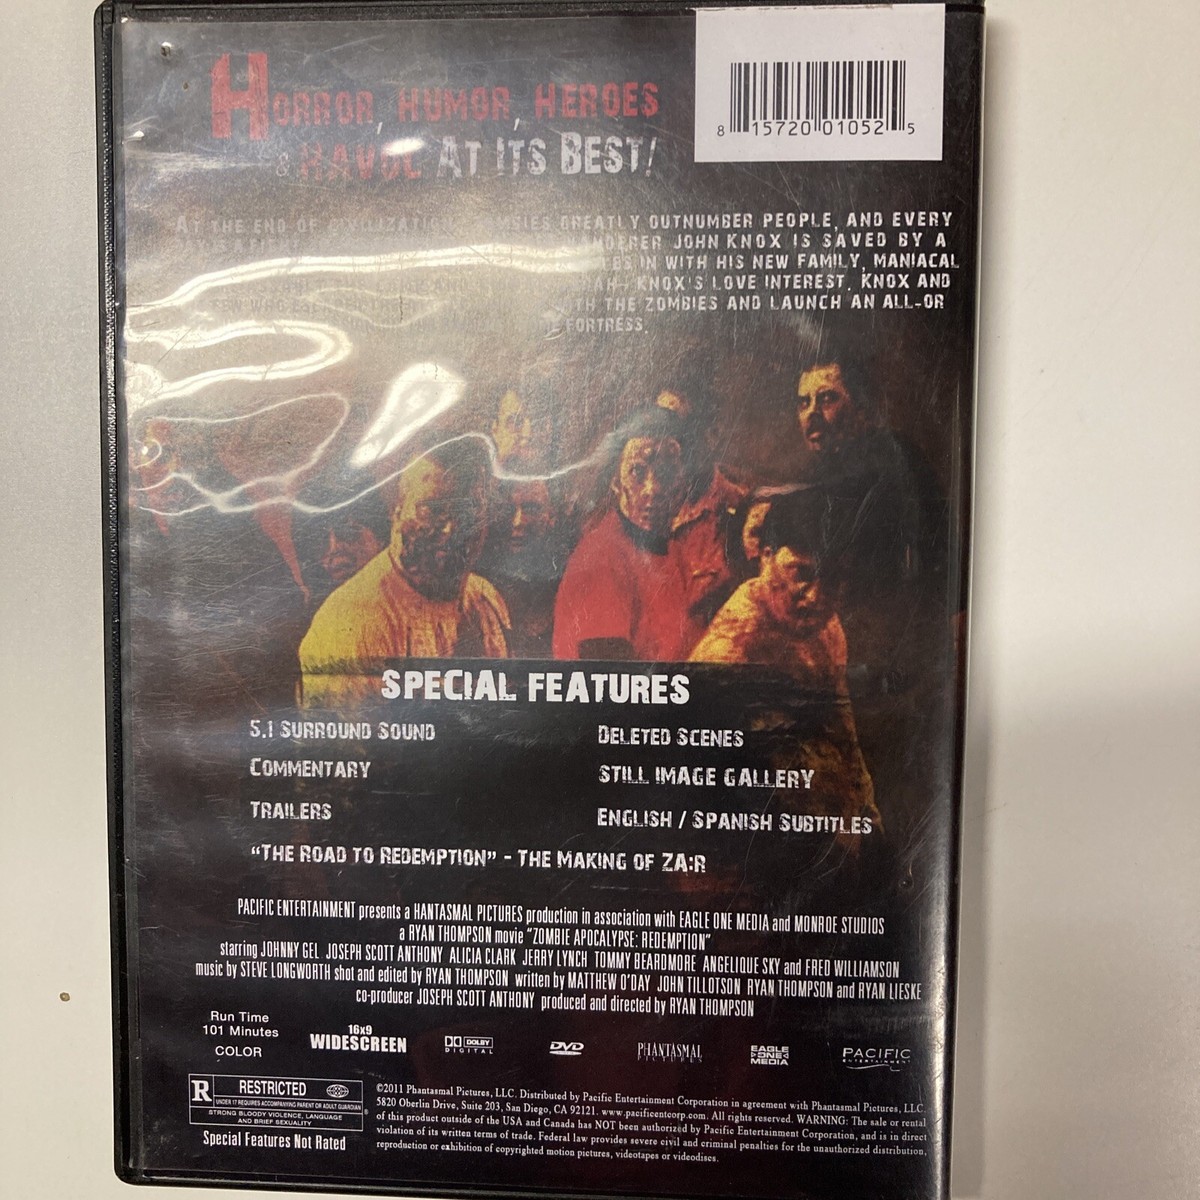 HORROR, HUMOR, HEROES
& HAVOC AT ITS BEST!
8 15720 01052 5
AT THE END OF CIVILIZATION, ZOMBIES GREATLY OUTNUMBER PEOPLE, AND EVERY
JOHN KNOX IS SAVED BY A
IN WITH HIS NEW FAMILY, MANIACAL
KNOX'S LOVE INTEREST, KNOX AND
THE ZOMBIES AND LAUNCH AN ALL-OR
FORTRESS.
SPECIAL FEATURES
5.1 SURROUND SOUND
COMMENTARY
TRAILERS
DELETED SCENES
STILL IMAGE GALLERY
ENGLISH / SPANISH SUBTITLES
"THE ROAD TO REDEMPTION" - THE MAKING OF ZA:R
PACIFIC ENTERTAINMENT presents a HANTASMAL PICTURES production in association with EAGLE ONE MEDIA and MONROE STUDIOS
a RYAN THOMPSON movie "ZOMBIE APOCALYPSE: REDEMPTION"
starring JOHNNY GEL JOSEPH SCOTT ANTHONY ALICIA CLARK JERRY LYNCH TOMMY BEARDMORE ANGELIQUE SKY and FRED WILLIAMSON
music by STEVE LONGWORTH shot and edited by RYAN THOMPSON written by MATTHEW O'DAY JOHN TILLOTSON RYAN THOMPSON and RYAN LIESKE
co-producer JOSEPH SCOTT ANTHONY produced and directed by RYAN THOMPSON
Run Time
101 Minutes
COLOR
16x9
WIDESCREEN
DOLBY
DIGITAL
DVD
PHANTASMAL
PICTURES
EAGLE
ONE
MEDIA
PACIFIC
ENTERTAINMENT
R RESTRICTED
UNDER 17 REQUIRES ACCOMPANYING PARENT OR ADULT GUARDIAN
STRONG BLOODY VIOLENCE, LANGUAGE
AND BRIEF SEXUALITY
Special Features Not Rated
©2011 Phantasmal Pictures, LLC. Distributed by Pacific Entertainment Corporation in agreement with Phantasmal Pictures, LLC.
5820 Oberlin Drive, Suite 203, San Diego, CA 92121. www.pacificentcorp.com. All rights reserved. WARNING: The sale or rental
of this product outside of the USA and Canada has NOT been authorized by Pacific Entertainment Corporation, and is in direct
violation of its written terms of trade. Federal law provides severe civil and criminal penalties for the unauthorized distribution,
reproduction or exhibition of copyrighted motion pictures, videotapes or videodiscs.